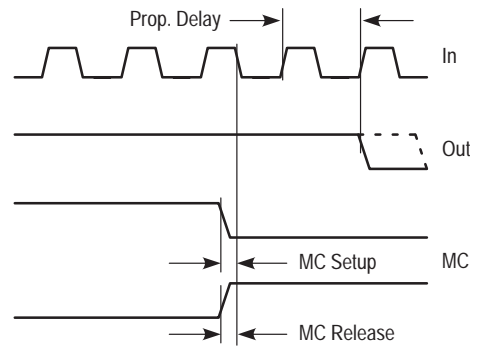 Prop. Delay
In
Out
MC Setup
MC
MC Release